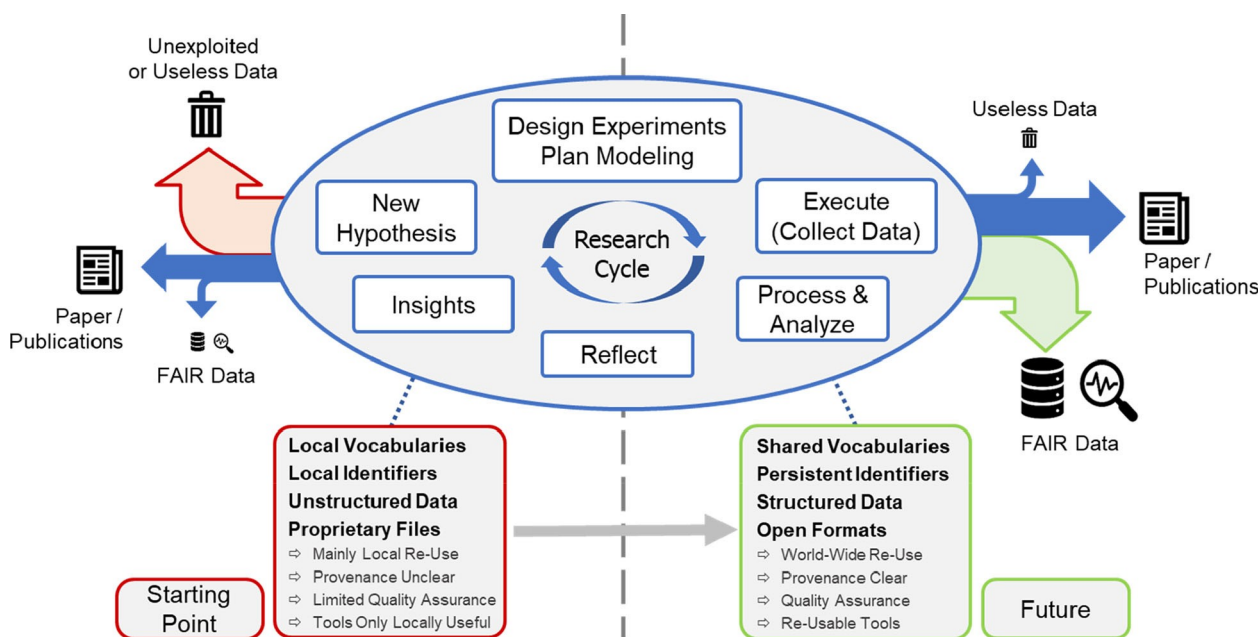 Unexploited
or Useless Data
Design Experiments
Plan Modeling
Useless Data
New
Hypothesis
Execute
(Collect Data)
Research
Cycle
Paper /
Publications
Paper /
Publications
Insights
Process &
Analyze
Reflect
FAIR Data
FAIR Data
Local Vocabularies
Local Identifiers
Unstructured Data
Proprietary Files
⇨ Mainly Local Re-Use
⇨ Provenance Unclear
⇨ Limited Quality Assurance
⇨ Tools Only Locally Useful
Shared Vocabularies
Persistent Identifiers
Structured Data
Open Formats
⇨ World-Wide Re-Use
⇨ Provenance Clear
⇨ Quality Assurance
⇨ Re-Usable Tools
Starting
Point
Future